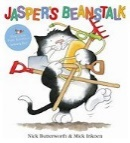 JASPER'S BEANSTALK
Nick Butterworth & Mick Inkpen